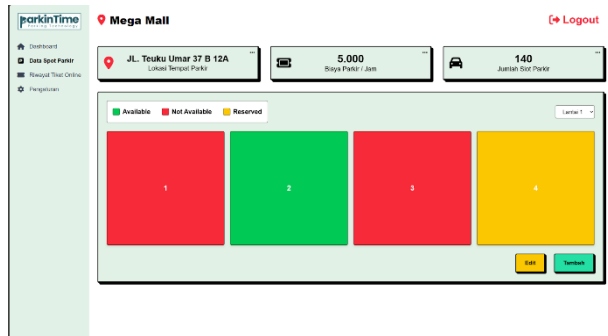 parkinTime
Parking Technology
Mega Mall
Logout
Dashboard
Data Spot Parkir
Riwayat Tiket Online
Pengaturan
JL. Teuku Umar 37 B 12A
Lokasi Tempat Parkir
5.000
Biaya Parkir / Jam
140
Jumlah Slot Parkir
Available Not Available Reserved
Lantai 1
1 2 3 4
Edit Tambah